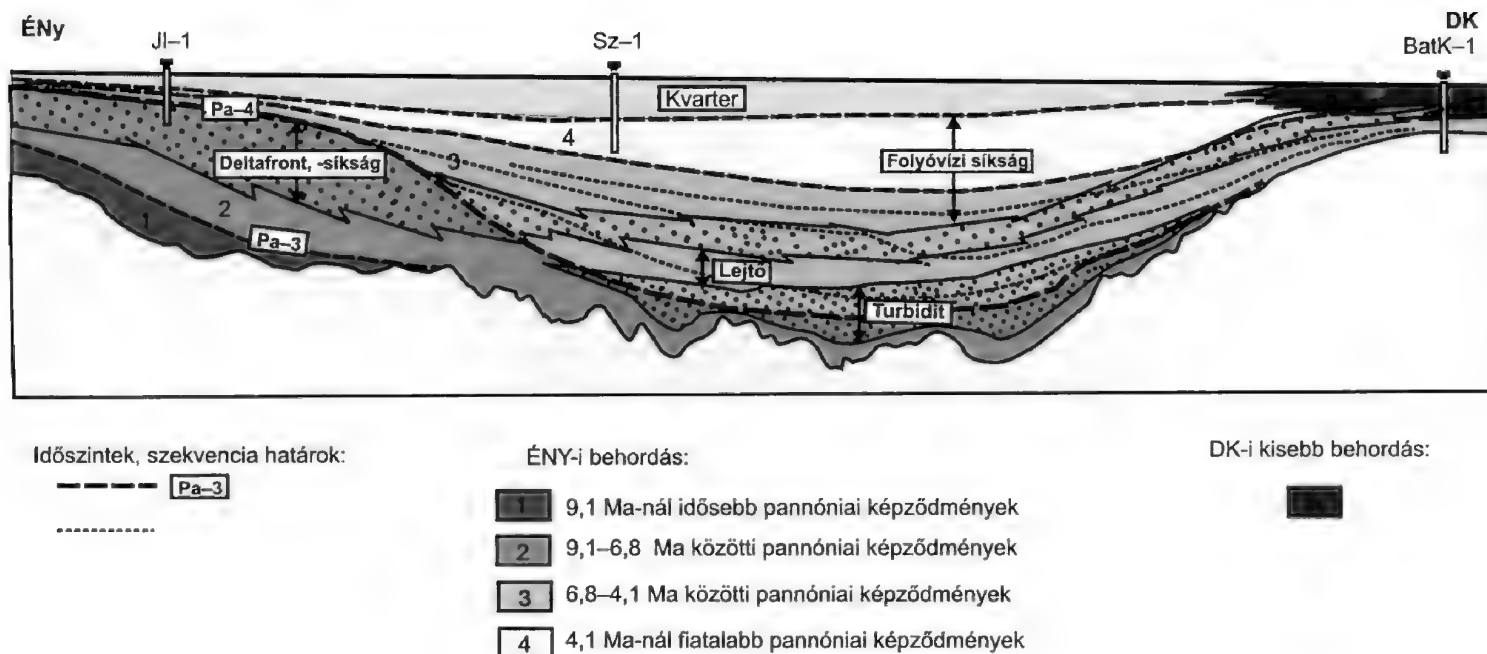 ÉNy
DK
Jl–1
Sz–1
BatK–1
Kvarter
Pa–4
4
3
Deltafront, -síkság
Folyóvízi síkság
2
1
Pa–3
Lejtő
Turbidit
Időszintek, szekvencia határok:
Pa–3
ÉNY-i behordás:
1 9,1 Ma-nál idősebb pannóniai képződmények
2 9,1–6,8 Ma közötti pannóniai képződmények
3 6,8–4,1 Ma közötti pannóniai képződmények
4 4,1 Ma-nál fiatalabb pannóniai képződmények
DK-i kisebb behordás: